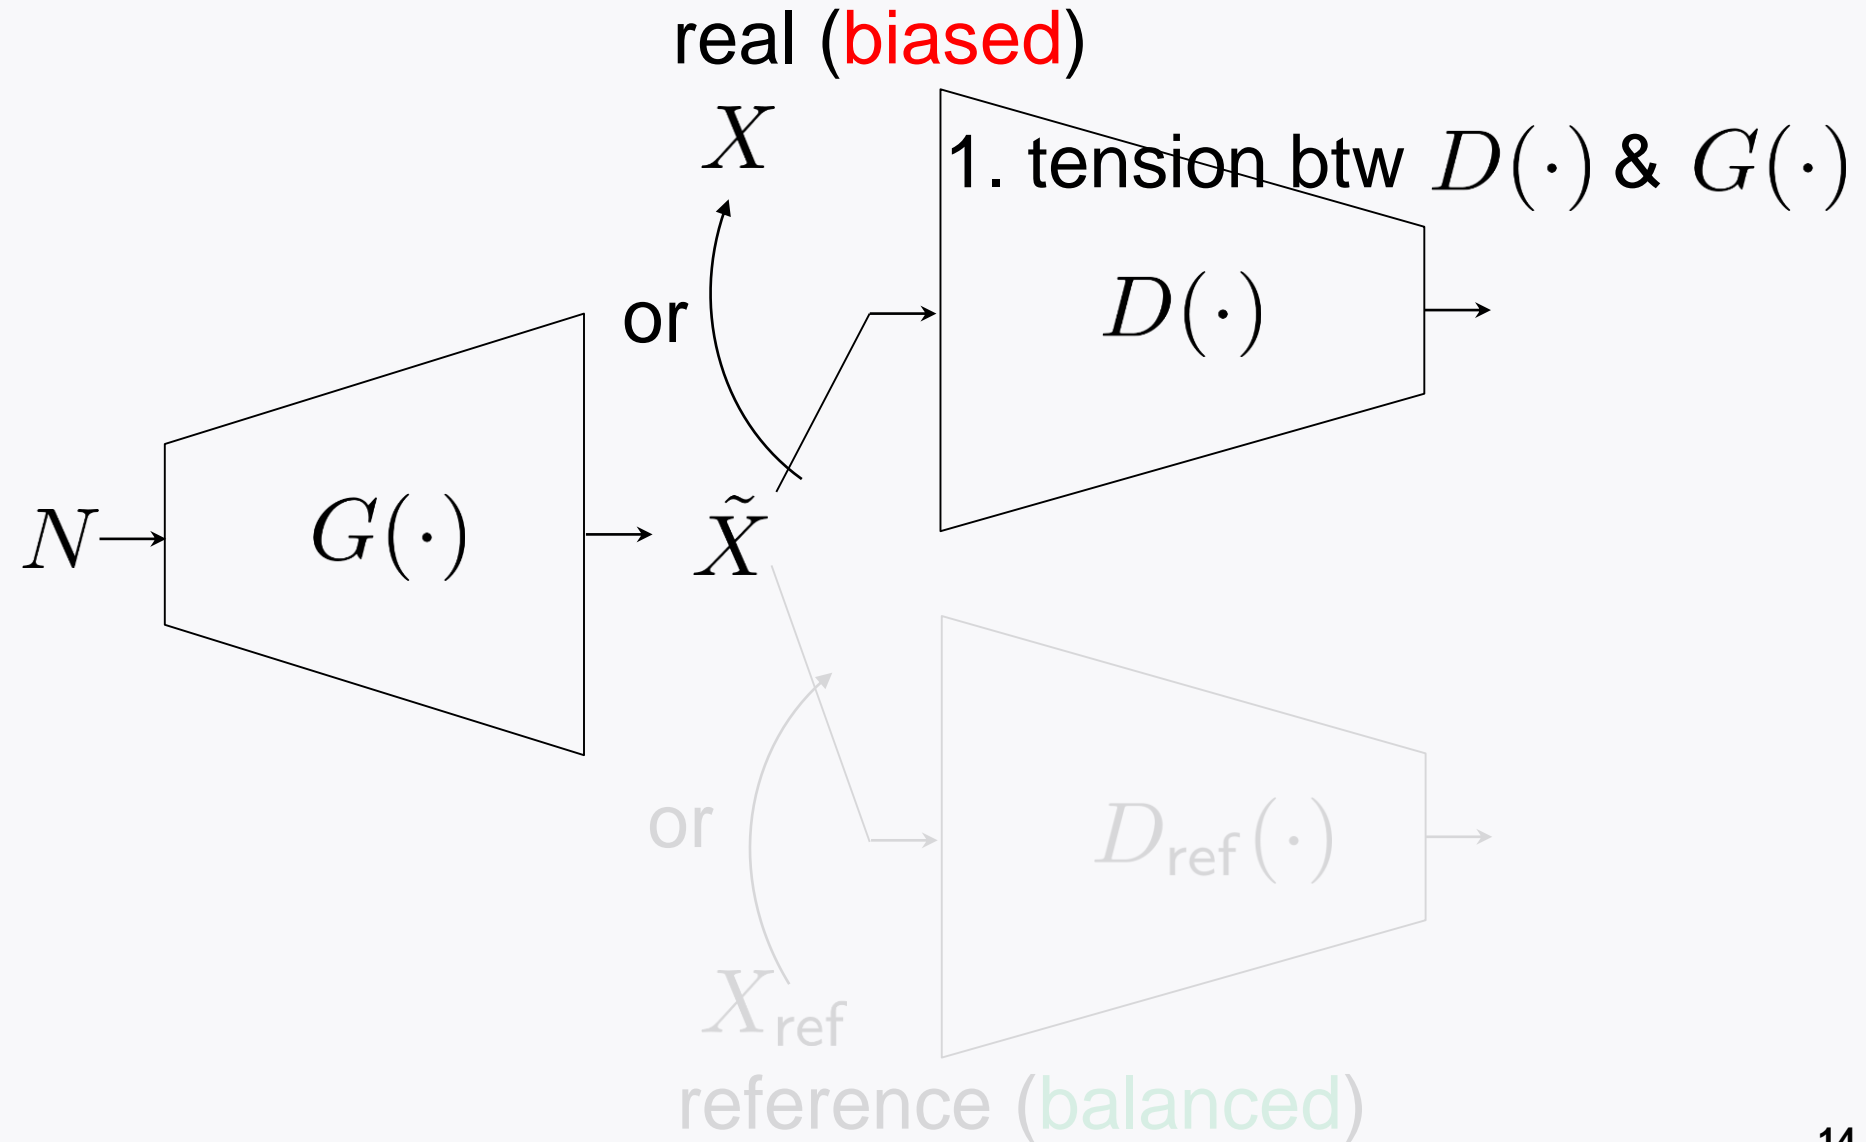 real (biased)
X
1. tension btw D(·) & G(·)
or
D(·)
N
G(·)
X̃
or
D_ref(·)
X_ref
reference (balanced)
14